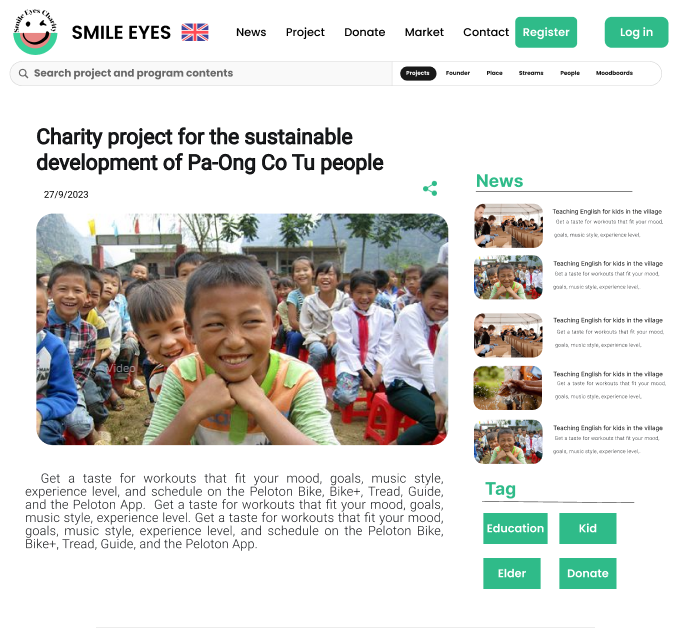 Smile Eyes Charity
SMILE EYES
News Project Donate Market Contact Register Log in
Search project and program contents
Projects Founder Place Streams People Moodboards
Charity project for the sustainable
development of Pa-Ong Co Tu people
27/9/2023
Video
Get a taste for workouts that fit your mood, goals, music style,
experience level, and schedule on the Peloton Bike, Bike+, Tread, Guide,
and the Peloton App. Get a taste for workouts that fit your mood, goals,
music style, experience level. Get a taste for workouts that fit your mood,
goals, music style, experience level, and schedule on the Peloton Bike,
Bike+, Tread, Guide, and the Peloton App.
News
Teaching English for kids in the village
Get a taste for workouts that fit your mood,
goals, music style, experience level.
Teaching English for kids in the village
Get a taste for workouts that fit your mood,
goals, music style, experience level.
Teaching English for kids in the village
Get a taste for workouts that fit your mood,
goals, music style, experience level.
Teaching English for kids in the village
Get a taste for workouts that fit your mood,
goals, music style, experience level.
Teaching English for kids in the village
Get a taste for workouts that fit your mood,
goals, music style, experience level.
Tag
Education Kid
Elder Donate